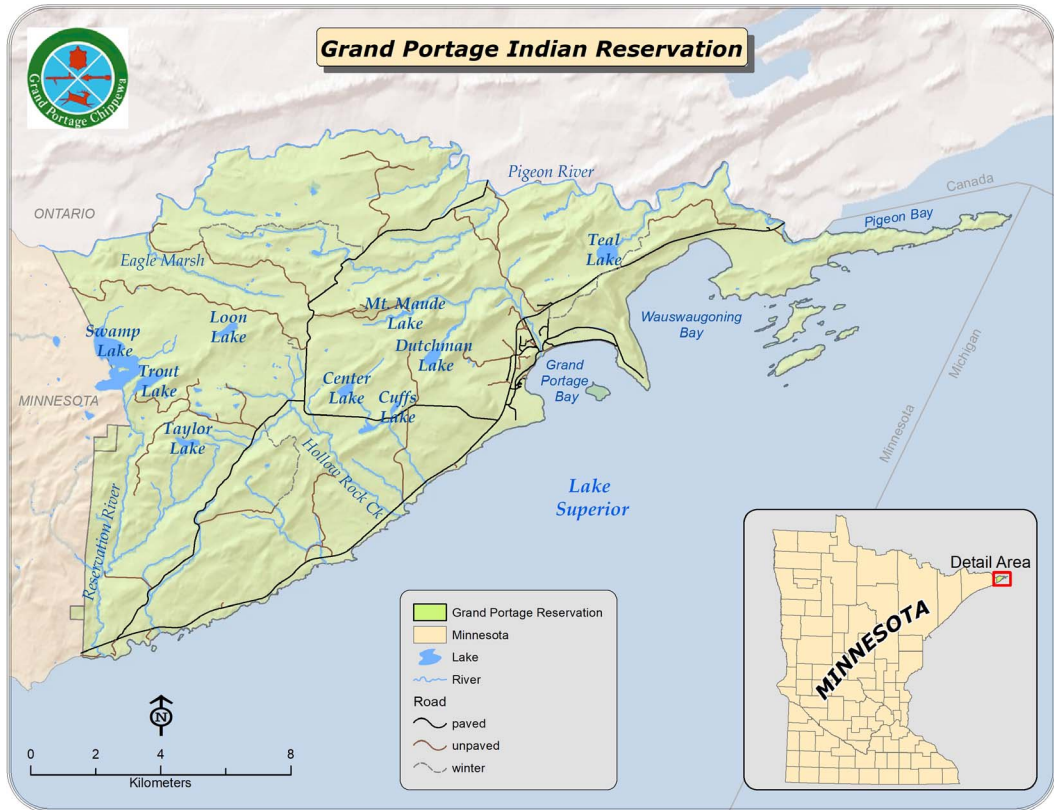 Grand Portage Indian Reservation
Grand Portage Chippewa
Pigeon River
Canada
Pigeon Bay
ONTARIO
Teal
Lake
Eagle Marsh
Mt. Maude
Lake
Wauswaugoning
Bay
Loon
Lake
Swamp
Lake
Dutchman
Lake
Michigan
Minnesota
Trout
Lake
Center
Lake
Grand
Portage
Bay
MINNESOTA
Cuffs
Lake
Taylor
Lake
Hollow Rock Ck
Lake
Superior
Reservation River
Detail Area
MINNESOTA
Grand Portage Reservation
Minnesota
Lake
River
Road
paved
unpaved
winter
N
0 2 4 8
Kilometers